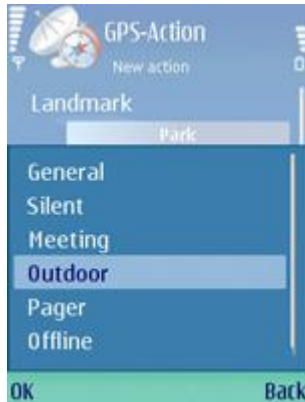 GPS-Action
New action
Landmark
Park
General
Silent
Meeting
Outdoor
Pager
Offline
OK Back